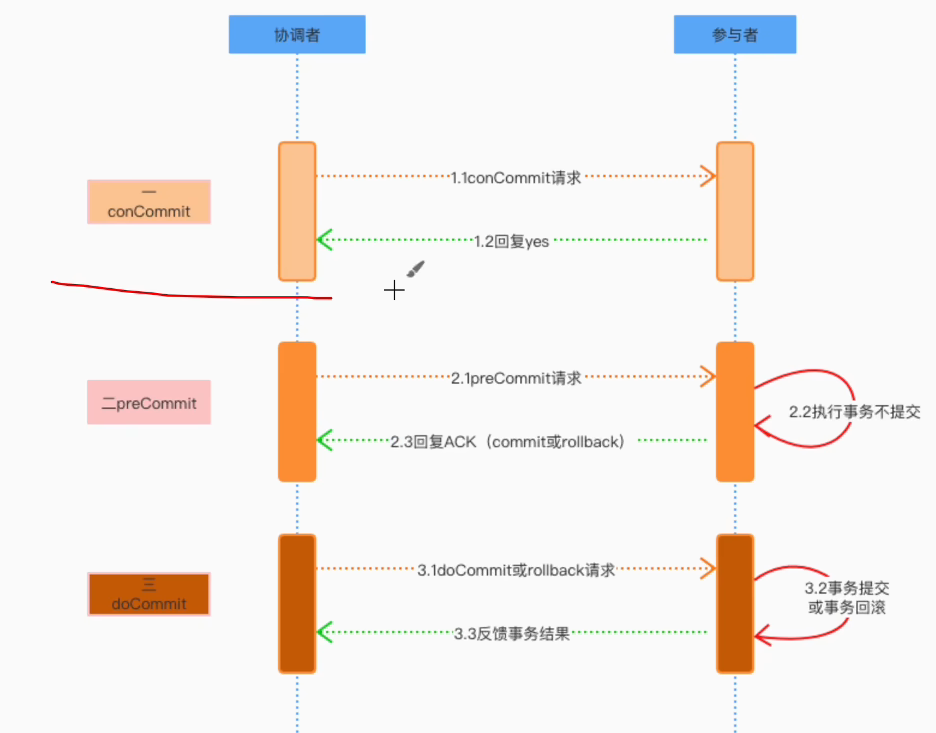 协调者
参与者
一
conCommit
1.1conCommit请求
1.2回复yes
二preCommit
2.1preCommit请求
2.2执行事务不提交
2.3回复ACK（commit或rollback）
三
doCommit
3.1doCommit或rollback请求
3.2事务提交
或事务回滚
3.3反馈事务结果